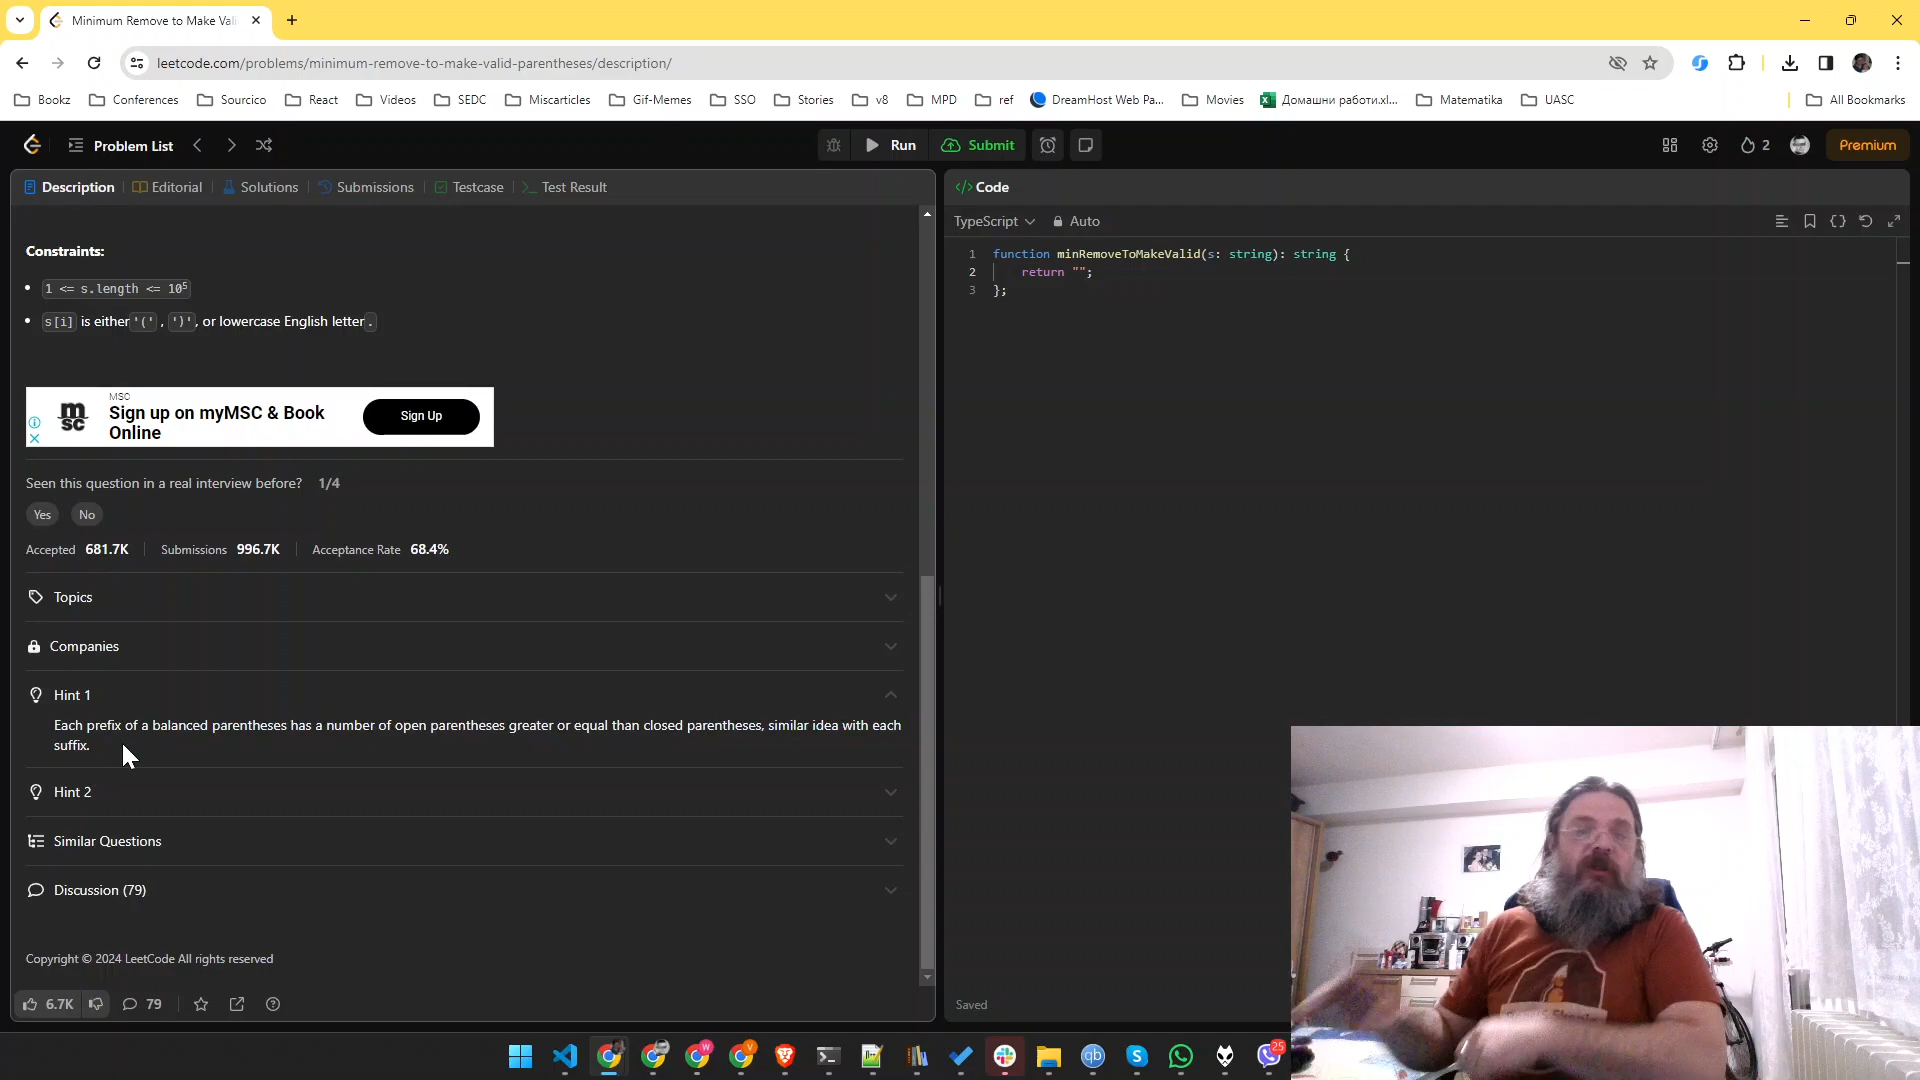 Minimum Remove to Make Vali
leetcode.com/problems/minimum-remove-to-make-valid-parentheses/description/
Bookz Conferences Sourcico React Videos SEDC Miscarticles Gif-Memes SSO Stories v8 MPD ref DreamHost Web Pa... Movies Домашни работи.xl... Matematika UASC All Bookmarks
Problem List Run Submit 2 Premium
Description Editorial Solutions Submissions Testcase Test Result
</> Code
TypeScript Auto
Constraints:
1 <= s.length <= 10⁵
s[i] is either '(' , ')', or lowercase English letter .
1 function minRemoveToMakeValid(s: string): string {
2 return "";
3 };
MSC
Sign up on myMSC & Book
Online
Sign Up
msc
Seen this question in a real interview before? 1/4
Yes No
Accepted 681.7K Submissions 996.7K Acceptance Rate 68.4%
Topics
Companies
Hint 1
Each prefix of a balanced parentheses has a number of open parentheses greater or equal than closed parentheses, similar idea with each
suffix.
Hint 2
Similar Questions
Discussion (79)
Copyright © 2024 LeetCode All rights reserved
6.7K 79
Saved
W V qb 25